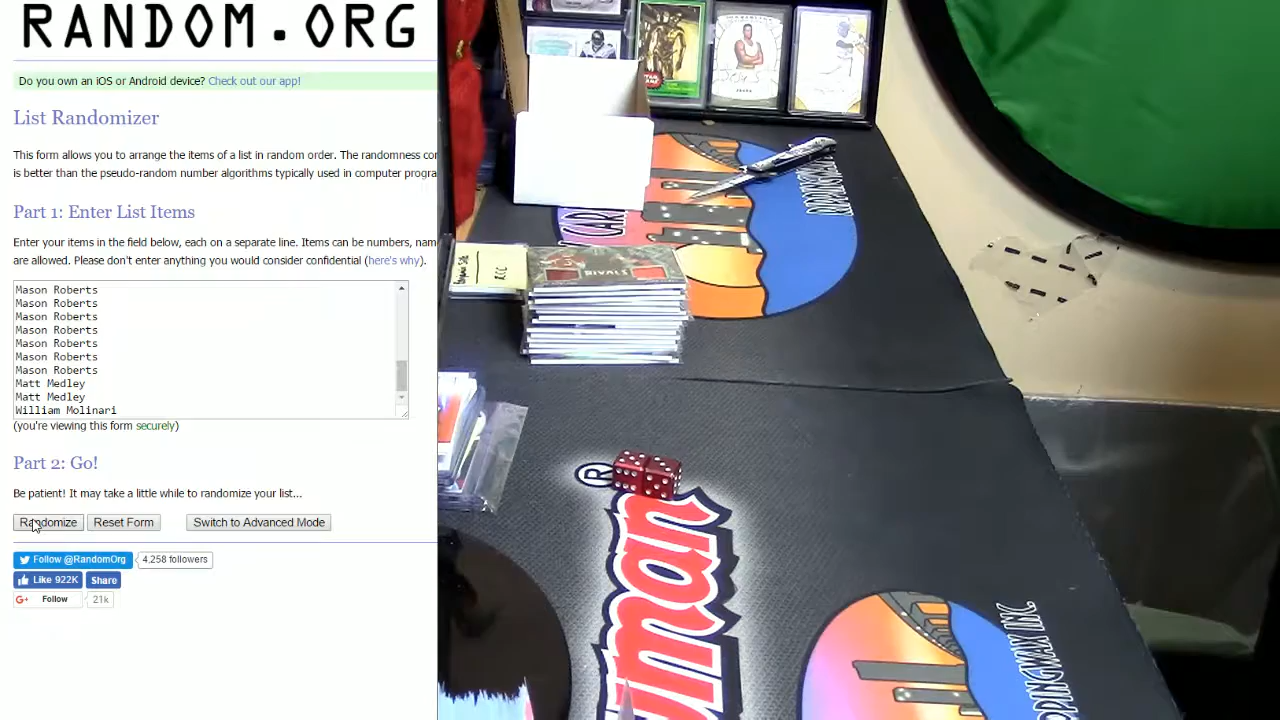 RANDOM.ORG
Do you own an iOS or Android device? Check out our app!
List Randomizer
This form allows you to arrange the items of a list in random order. The randomness
is better than the pseudo-random number algorithms typically used in computer
Part 1: Enter List Items
Enter your items in the field below, each on a separate line. Items can be numbers,
are allowed. Please don't enter anything you would consider confidential (here's why).
Mason Roberts
Mason Roberts
Mason Roberts
Mason Roberts
Mason Roberts
Mason Roberts
Mason Roberts
Matt Medley
Matt Medley
William Molinari
(you're viewing this form securely)
Part 2: Go!
Be patient! It may take a little while to randomize your list...
Randomize Reset Form Switch to Advanced Mode
Follow @RandomOrg 4,258 followers
Like 922K Share
Follow 21k
STAR WARS
RIVALS
®